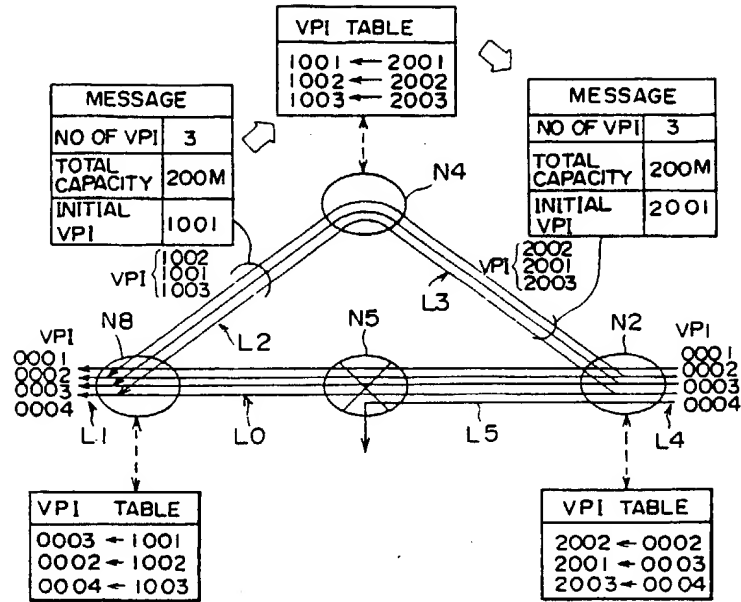 VPI TABLE
1001 ← 2001
1002 ← 2002
1003 ← 2003
MESSAGE
NO OF VPI 3
TOTAL CAPACITY 200M
INITIAL VPI 1001
MESSAGE
NO OF VPI 3
TOTAL CAPACITY 200M
INITIAL VPI 2001
N4
VPI { 1002
1001
1003
VPI { 2002
2001
2003
L2
L3
N8
N5
N2
VPI
0001
0002
0003
0004
VPI
0001
0002
0003
0004
L1
L0
L5
L4
VPI TABLE
0003 ← 1001
0002 ← 1002
0004 ← 1003
VPI TABLE
2002 ← 0002
2001 ← 0003
2003 ← 0004